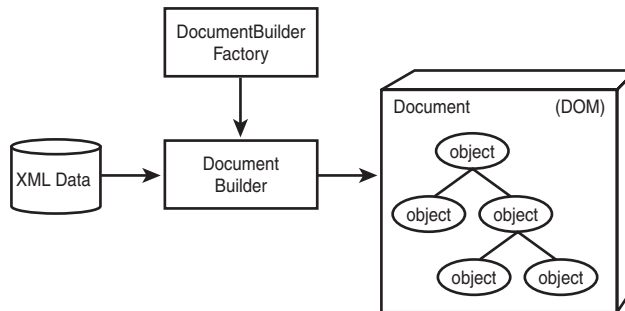 DocumentBuilder
Factory
XML Data
Document
Builder
Document (DOM)
object
object object
object object